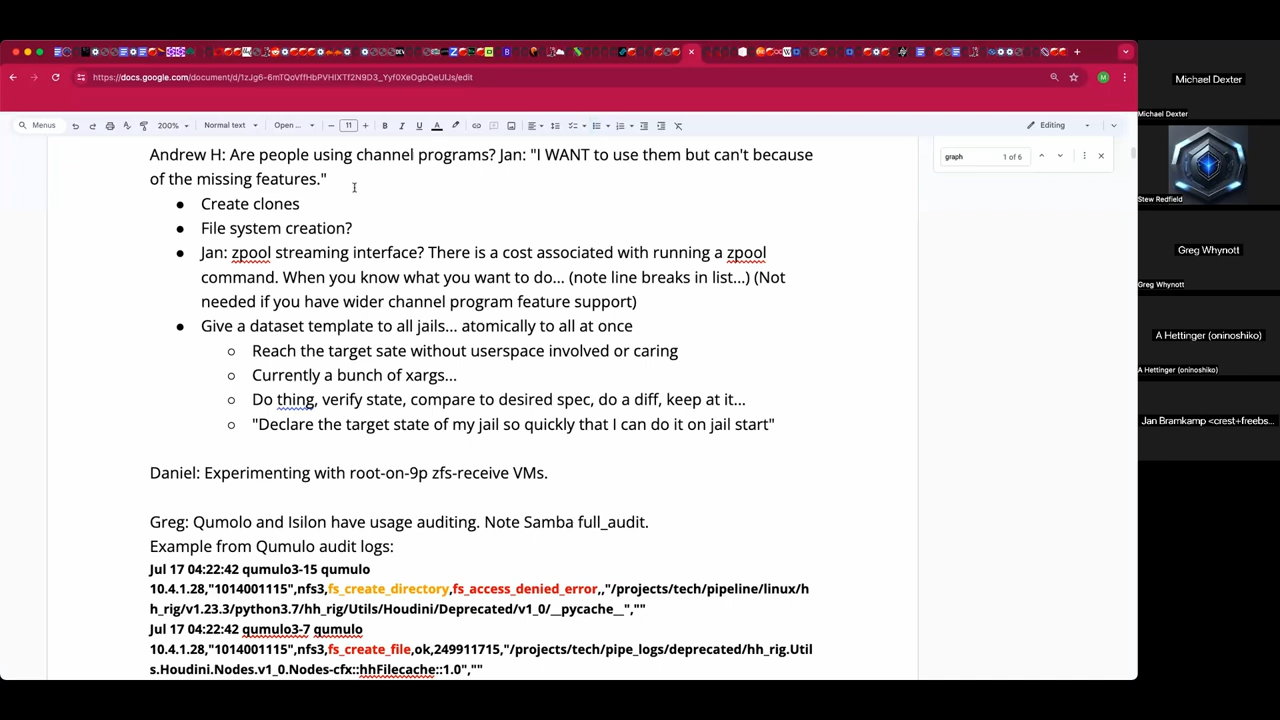 https://docs.google.com/document/d/1zJg6-6mTQoVffHbPVHIXTf2N9D3_Yyf0XeOgbQeUlJs/edit
M
Menus
200%
Normal text
Open ...
11
B I U A
Editing
graph
1 of 6
Andrew H: Are people using channel programs? Jan: "I WANT to use them but can't because
of the missing features."
● Create clones
● File system creation?
● Jan: zpool streaming interface? There is a cost associated with running a zpool
command. When you know what you want to do... (note line breaks in list...) (Not
needed if you have wider channel program feature support)
● Give a dataset template to all jails... atomically to all at once
○ Reach the target sate without userspace involved or caring
○ Currently a bunch of xargs...
○ Do thing, verify state, compare to desired spec, do a diff, keep at it...
○ "Declare the target state of my jail so quickly that I can do it on jail start"
Daniel: Experimenting with root-on-9p zfs-receive VMs.
Greg: Qumolo and Isilon have usage auditing. Note Samba full_audit.
Example from Qumulo audit logs:
Jul 17 04:22:42 qumulo3-15 qumulo
10.4.1.28,"1014001115",nfs3,fs_create_directory,fs_access_denied_error,,"/projects/tech/pipeline/linux/h
h_rig/v1.23.3/python3.7/hh_rig/Utils/Houdini/Deprecated/v1_0/__pycache__",""
Jul 17 04:22:42 qumulo3-7 qumulo
10.4.1.28,"1014001115",nfs3,fs_create_file,ok,249911715,"/projects/tech/pipe_logs/deprecated/hh_rig.Util
s.Houdini.Nodes.v1_0.Nodes-cfx::hhFilecache::1.0",""
Michael Dexter
Michael Dexter
Stew Redfield
Greg Whynott
Greg Whynott
A Hettinger (oninoshiko)
A Hettinger (oninoshiko)
Jan Bramkamp <crest+freebs...